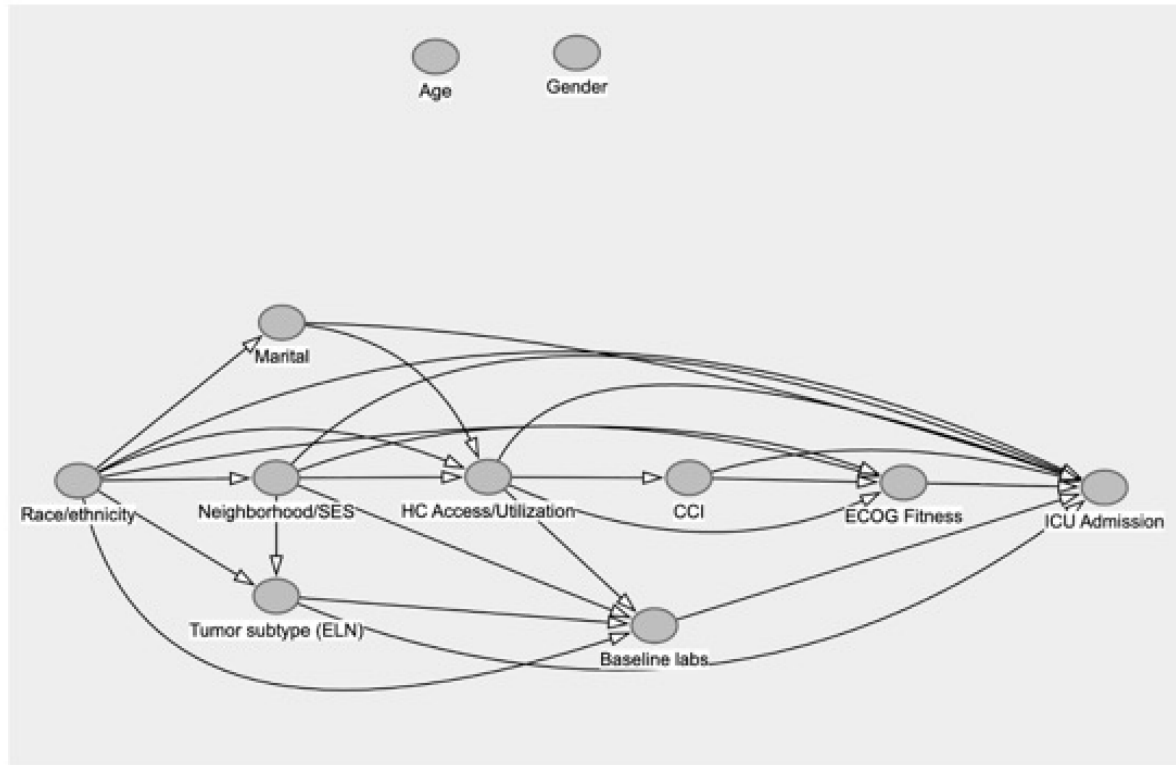 Age
Gender
Marital
Race/ethnicity
Neighborhood/SES
HC Access/Utilization
CCI
ECOG Fitness
ICU Admission
Tumor subtype (ELN)
Baseline labs